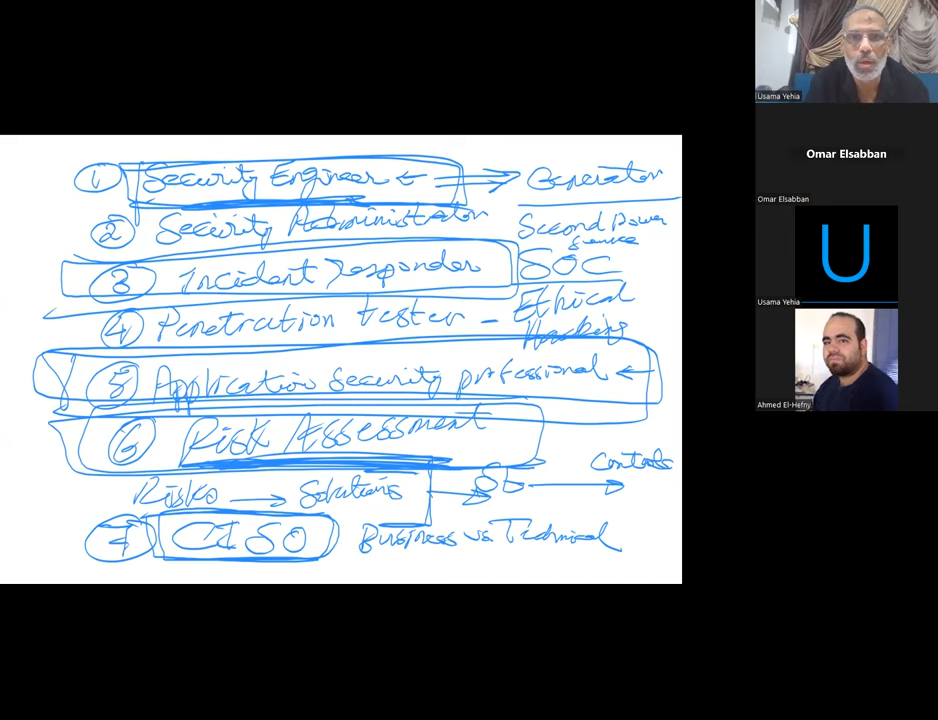 ① Security Engineer ← → Generator
② Security Administrator Second Power
③ Incident responder SOC
④ Penetration tester - Ethical Hacking
⑤ Application security professional ←
⑥ Risk Assessment
Risks → Solutions → → Controls
⑦ CISO Business vs Technical
Usama Yehia
Omar Elsabban
Omar Elsabban
U
Usama Yehia
Ahmed El-Hefny